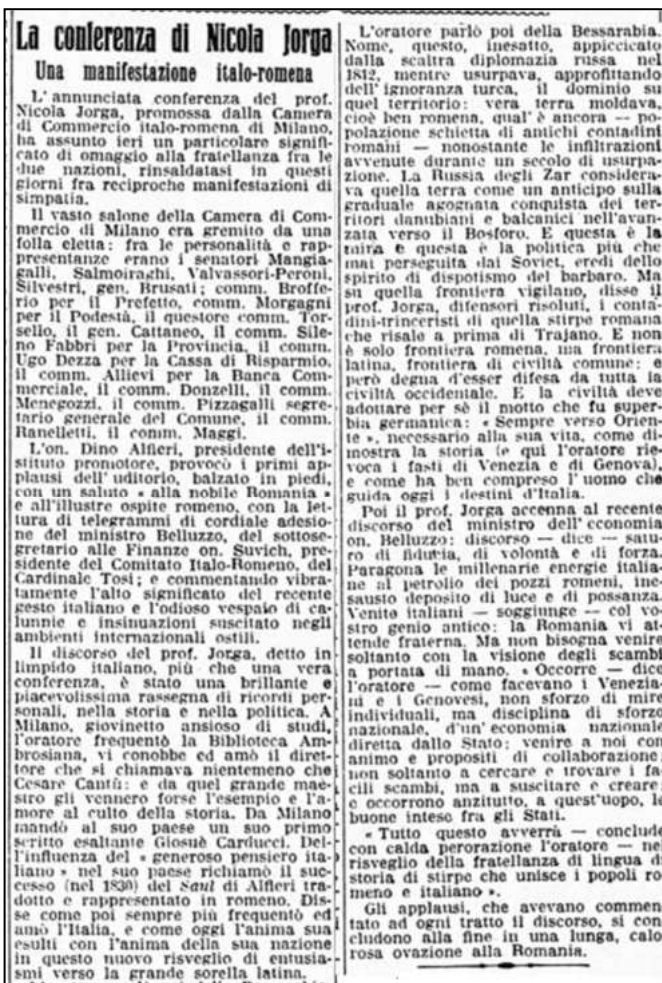 La conferenza di Nicola Jorga
Una manifestazione italo-romena
L'annunciata conferenza del prof.
Nicola Jorga, promossa dalla Camera
di Commercio italo-romena di Milano,
ha assunto ieri un particolare signifi-
cato di omaggio alla fratellanza fra le
due nazioni, rinsaldatasi in questi
giorni fra reciproche manifestazioni di
simpatia.
Il vasto salone della Camera di Com-
mercio di Milano era gremito da una
folla eletta: fra le personalità e rap-
presentanze erano i senatori Mangia-
galli, Salmoiraghi, Valvassori-Peroni,
Silvestri, gen. Brusati; comm. Broffe-
rio per il Prefetto, comm. Morgagni
per il Podestà, il questore comm. Tor-
sello, il gen. Cattaneo, il comm. Sile-
no Fabbri per la Provincia, il comm.
Ugo Dezza per la Cassa di Risparmio,
il comm. Allievi per la Banca Com-
merciale, il comm. Donzelli, il comm.
Menegozzi, il comm. Pizzagalli segre-
tario generale del Comune, il comm.
Ranelletti, il comm. Maggi.
L'on. Dino Alfieri, presidente dell'i-
stituto promotore, provocò i primi ap-
plausi dell'uditorio, balzato in piedi,
con un saluto « alla nobile Romania »
e all'illustre ospite romeno, con la let-
tura di telegrammi di cordiale adesio-
ne del ministro Belluzzo, del sottose-
gretario alle Finanze on. Suvich, pre-
sidente del Comitato Italo-Romeno, del
Cardinale Tosi; e commentando vibra-
tamente l'alto significato del recente
gesto italiano e l'odioso vespaio di ca-
lunnie e insinuazioni suscitato negli
ambienti internazionali ostili.
Il discorso del prof. Jorga, detto in
limpido italiano, più che una vera
conferenza, è stato una brillante e
piacevolissima rassegna di ricordi per-
sonali, nella storia e nella politica. A
Milano, giovinetto ansioso di studi,
l'oratore frequentò la Biblioteca Am-
brosiana, vi conobbe ed amò il diret-
tore che si chiamava nientemeno che
Cesare Cantù: e da quel grande mae-
stro gli vennero forse l'esempio e l'a-
more al culto della storia. Da Milano
mandò al suo paese un suo primo
scritto esaltante Giosuè Carducci. Del-
l'influenza del « generoso pensiero ita-
liano » nel suo paese richiamò il suc-
cesso (nel 1830) del Saul di Alfieri tra-
dotto e rappresentato in romeno. Dis-
se come poi sempre più frequentò ed
amò l'Italia, e come oggi l'anima sua
esulti con l'anima della sua nazione
in questo nuovo risveglio di entusia-
smi verso la grande sorella latina.
L'oratore parlò poi della Bessarabia.
Nome, questo, inesatto, appiccicato
dalla scaltra diplomazia russa nel
1812, mentre usurpava, approfittando
dell'ignoranza turca, il dominio su
quel territorio: vera terra moldava,
cioè ben romena, qual'è ancora — po-
polazione schietta di antichi contadini
romani — nonostante le infiltrazioni
avvenute durante un secolo di usurpa-
zione. La Russia degli Zar considera-
va quella terra come un anticipo sulla
graduale agognata conquista dei ter-
ritori danubiani e balcanici nell'avan-
zata verso il Bosforo. E questa è la
mira e questa è la politica più che
mai perseguita dai Soviet, eredi dello
spirito di dispotismo del barbaro. Ma
su quella frontiera vigilano, disse il
prof. Jorga, difensori risoluti, i conta-
dini-trinceristi di quella stirpe romana
che risale a prima di Trajano. E non
è solo frontiera romena, ma frontiera
latina, frontiera di civiltà comune: e
però degna d'esser difesa da tutta la
civiltà occidentale. E la civiltà deve
adottare per sè il motto che fu super-
bia germanica: « Sempre verso Orien-
te », necessario alla sua vita, come di-
mostra la storia (e qui l'oratore rie-
voca i fasti di Venezia e di Genova),
e come ha ben compreso l'uomo che
guida oggi i destini d'Italia.
Poi il prof. Jorga accenna al recente
discorso del ministro dell'economia
on. Belluzzo: discorso — dice — satu-
ro di fiducia, di volontà e di forza.
Paragona le millenarie energie italia-
ne al petrolio dei pozzi romeni, ine-
sausto deposito di luce e di possanza.
Venite italiani — soggiunge — col vo-
stro genio antico: la Romania vi at-
tende fraterna. Ma non bisogna venire
soltanto con la visione degli scambi
a portata di mano. « Occorre — dice
l'oratore — come facevano i Venezia-
ni e i Genovesi, non sforzo di mire
individuali, ma disciplina di sforzo
nazionale, d'un'economia nazionale
diretta dallo Stato: venire a noi con
animo e propositi di collaborazione;
non soltanto a cercare e trovare i fa-
cili scambi, ma a suscitare e creare:
e occorrono anzitutto, a quest'uopo, le
buone intese fra gli Stati.
« Tutto questo avverrà — conclude
con calda perorazione l'oratore — nel
risveglio della fratellanza di lingua di
storia di stirpe che unisce i popoli ro-
meno e italiano ».
Gli applausi, che avevano commen-
tato ad ogni tratto il discorso, si con-
cludono alla fine in una lunga, calo-
rosa ovazione alla Romania.